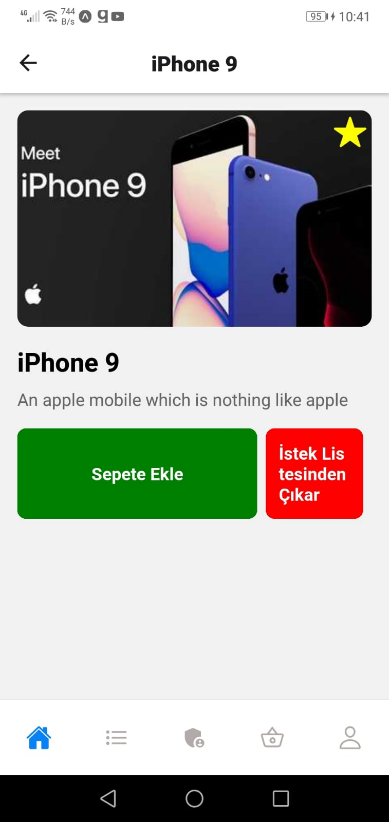 4G 744 B/s 95 10:41
iPhone 9
Meet
iPhone 9
iPhone 9
An apple mobile which is nothing like apple
Sepete Ekle
İstek Lis
tesinden
Çıkar